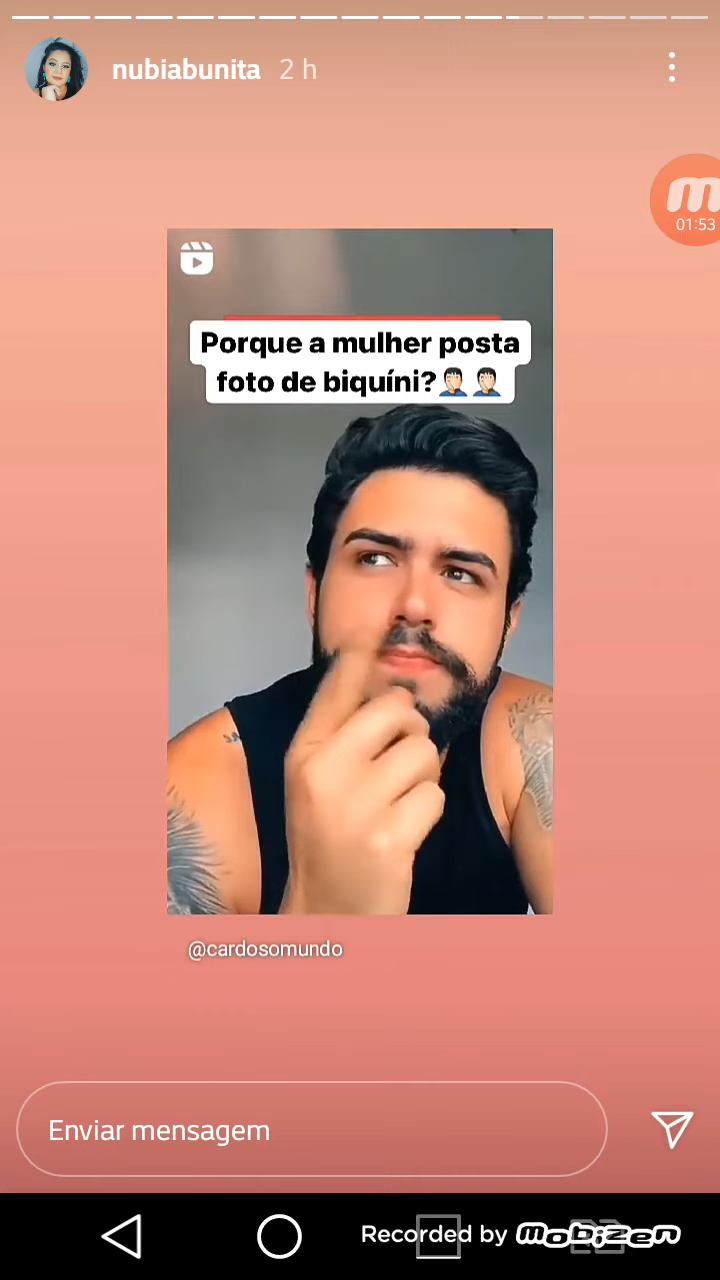 nubiabunita 2 h
01:53
Porque a mulher posta
foto de biquíni?🤦🏻‍♂️🤦🏻‍♂️
@cardosomundo
Enviar mensagem
Recorded by mobizen